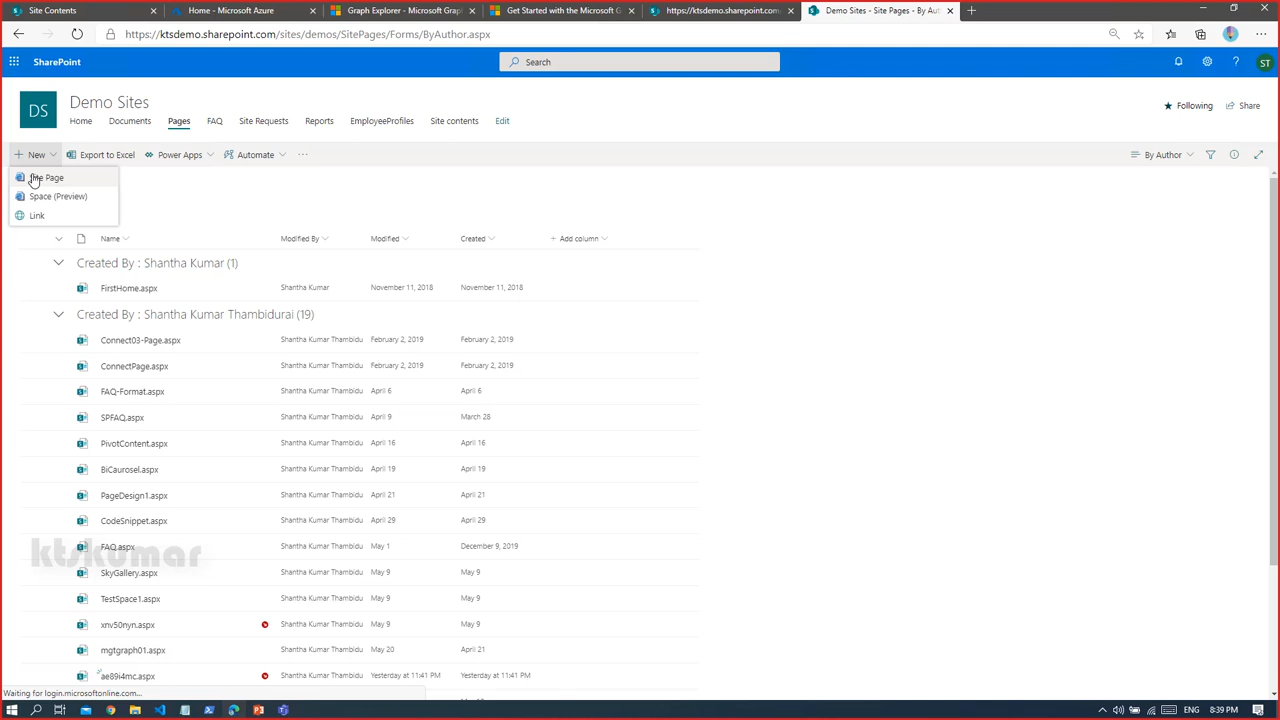 Site Contents
Home - Microsoft Azure
Graph Explorer - Microsoft Grap
Get Started with the Microsoft G
https://ktsdemo.sharepoint.com
Demo Sites - Site Pages - By Aut
https://ktsdemo.sharepoint.com/sites/demos/SitePages/Forms/ByAuthor.aspx
SharePoint
Search
ST
DS
Demo Sites
Home Documents Pages FAQ Site Requests Reports EmployeeProfiles Site contents Edit
Following Share
New Export to Excel Power Apps Automate ... By Author
Page
Space (Preview)
Link
Name Modified By Modified Created + Add column
Created By : Shantha Kumar (1)
FirstHome.aspx Shantha Kumar November 11, 2018 November 11, 2018
Created By : Shantha Kumar Thambidurai (19)
Connect03-Page.aspx Shantha Kumar Thambidu February 2, 2019 February 2, 2019
ConnectPage.aspx Shantha Kumar Thambidu February 2, 2019 February 2, 2019
FAQ-Format.aspx Shantha Kumar Thambidu April 6 April 6
SPFAQ.aspx Shantha Kumar Thambidu April 9 March 28
PivotContent.aspx Shantha Kumar Thambidu April 16 April 16
BiCaurosel.aspx Shantha Kumar Thambidu April 19 April 19
PageDesign1.aspx Shantha Kumar Thambidu April 21 April 21
CodeSnippet.aspx Shantha Kumar Thambidu April 29 April 29
FAQ.aspx Shantha Kumar Thambidu May 1 December 9, 2019
ktskumar
SkyGallery.aspx Shantha Kumar Thambidu May 9 May 9
TestSpace1.aspx Shantha Kumar Thambidu May 9 May 9
xnv50nyn.aspx Shantha Kumar Thambidu May 9 May 9
mgtgraph01.aspx Shantha Kumar Thambidu May 20 April 21
ae89i4mc.aspx Shantha Kumar Thambidu Yesterday at 11:41 PM Yesterday at 11:41 PM
Waiting for login.microsoftonline.com...
ENG 8:39 PM